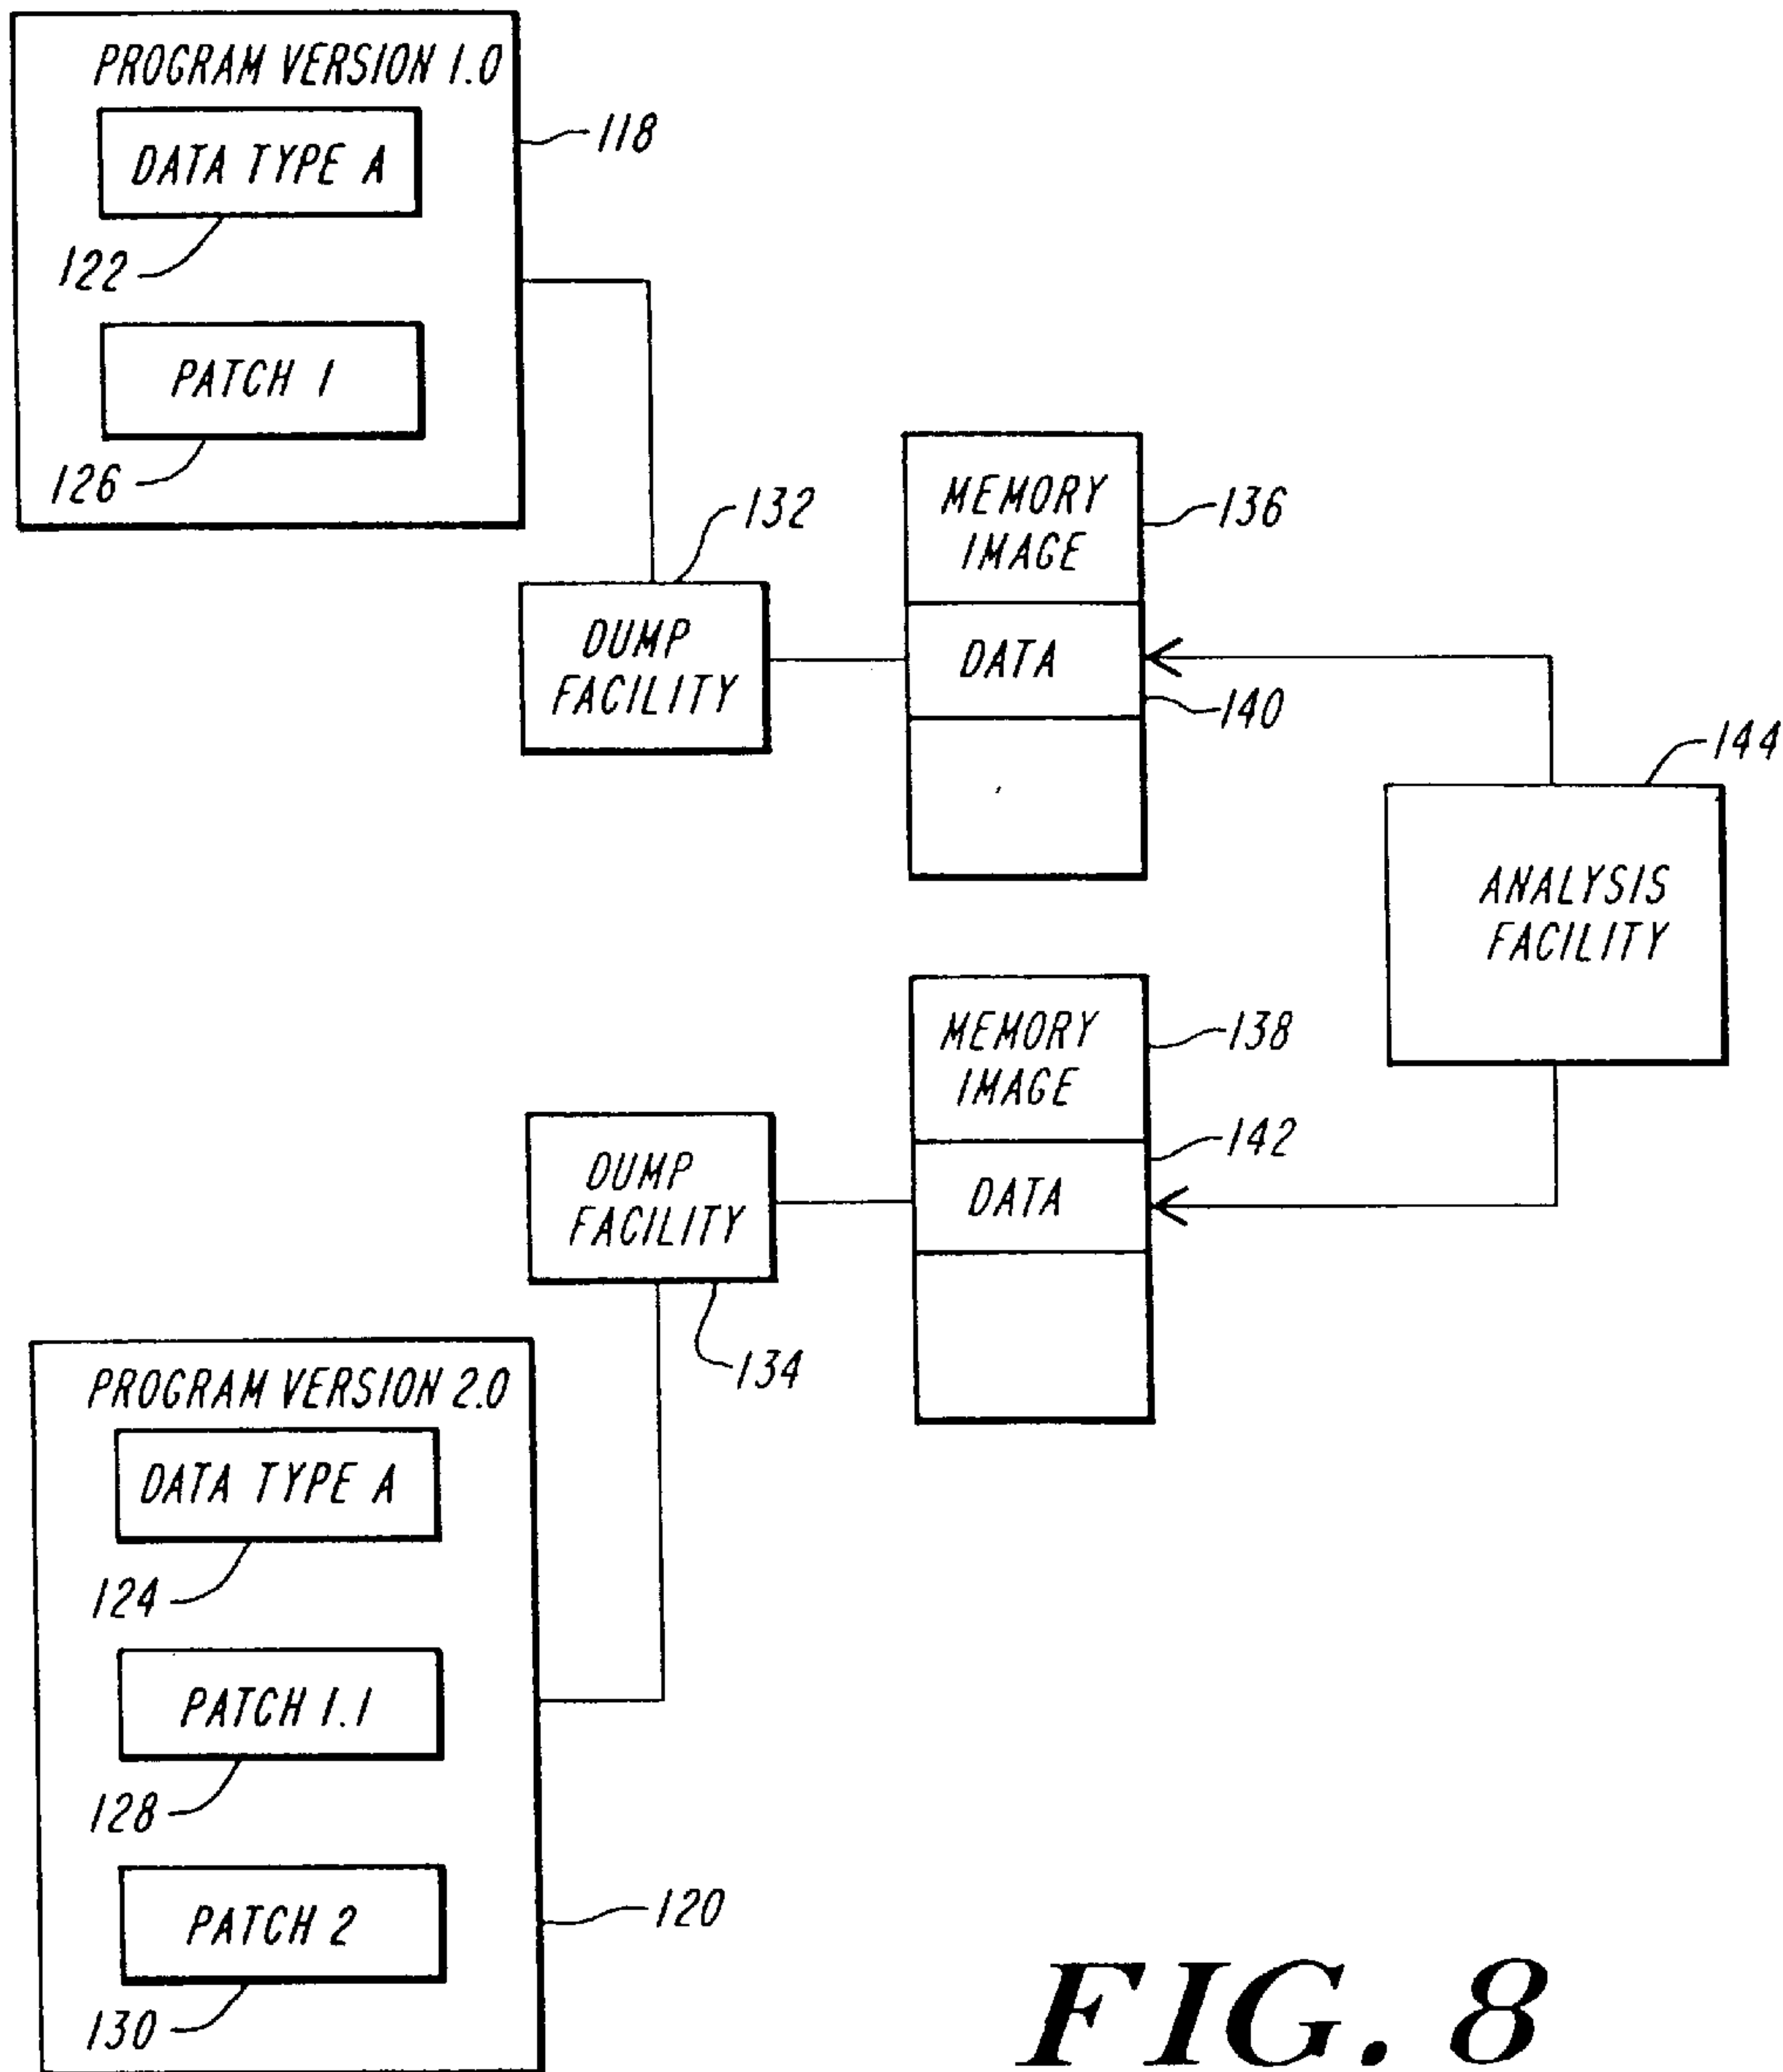 PROGRAM VERSION 1.0
DATA TYPE A
118
122
PATCH 1
126
132
DUMP
FACILITY
MEMORY
IMAGE
136
DATA
140
144
ANALYSIS
FACILITY
MEMORY
IMAGE
138
142
DATA
DUMP
FACILITY
134
PROGRAM VERSION 2.0
DATA TYPE A
124
PATCH 1.1
128
PATCH 2
120
130
FIG. 8